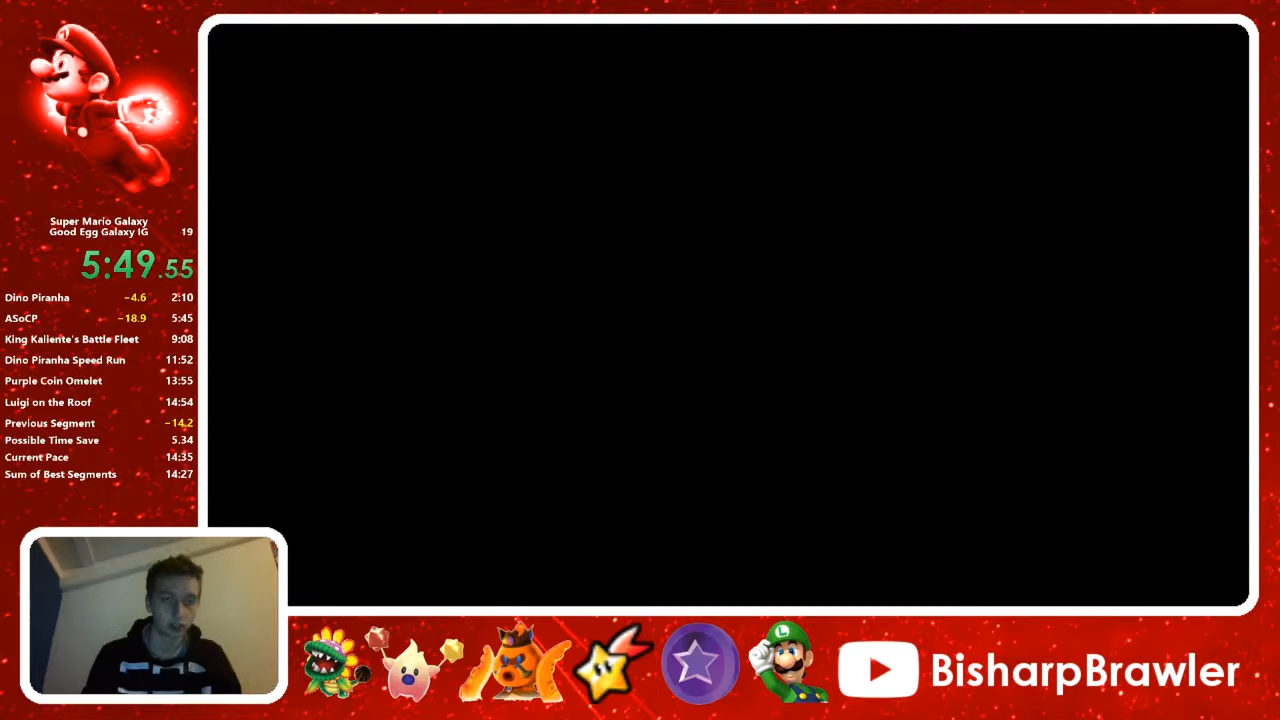 Super Mario Galaxy
Good Egg Galaxy IG 19
5:49.55
Dino Piranha -4.6 2:10
ASoCP -18.9 5:45
King Kaliente's Battle Fleet 9:08
Dino Piranha Speed Run 11:52
Purple Coin Omelet 13:55
Luigi on the Roof 14:54
Previous Segment -14.2
Possible Time Save 5.34
Current Pace 14:35
Sum of Best Segments 14:27
L
BisharpBrawler